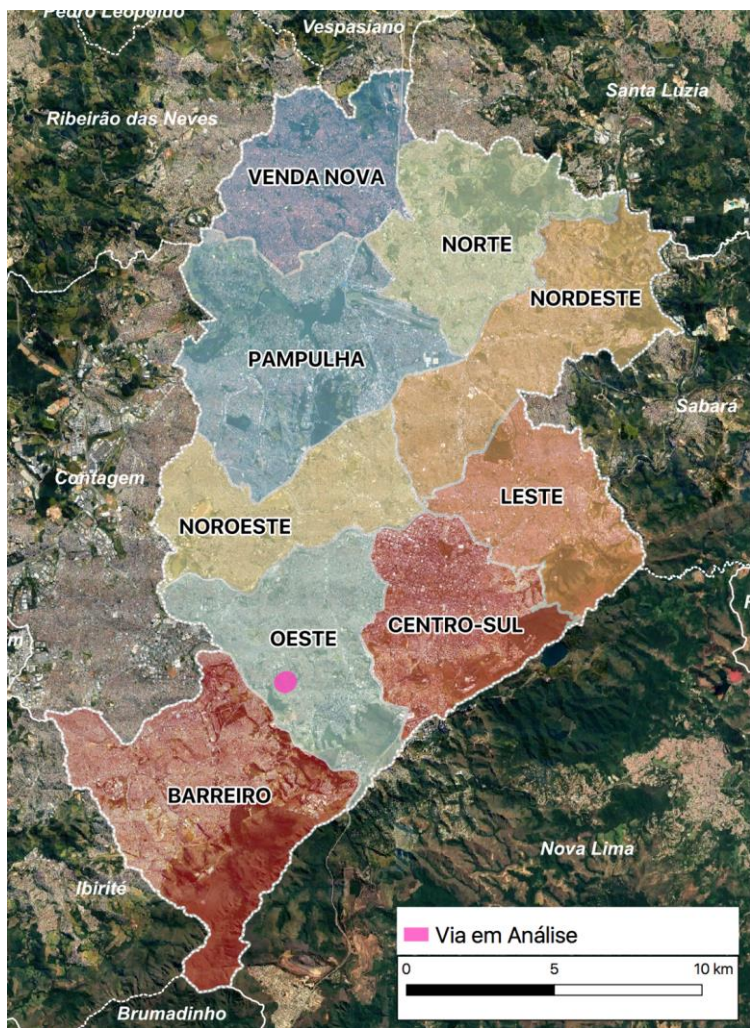 Pedro Leopoldo
Vespasiano
Santa Luzia
Ribeirão das Neves
VENDA NOVA
NORTE
NORDESTE
PAMPULHA
Sabará
Contagem
LESTE
NOROESTE
CENTRO-SUL
OESTE
m
BARREIRO
Nova Lima
Ibirité
Via em Análise
0 5 10 km
Brumadinho